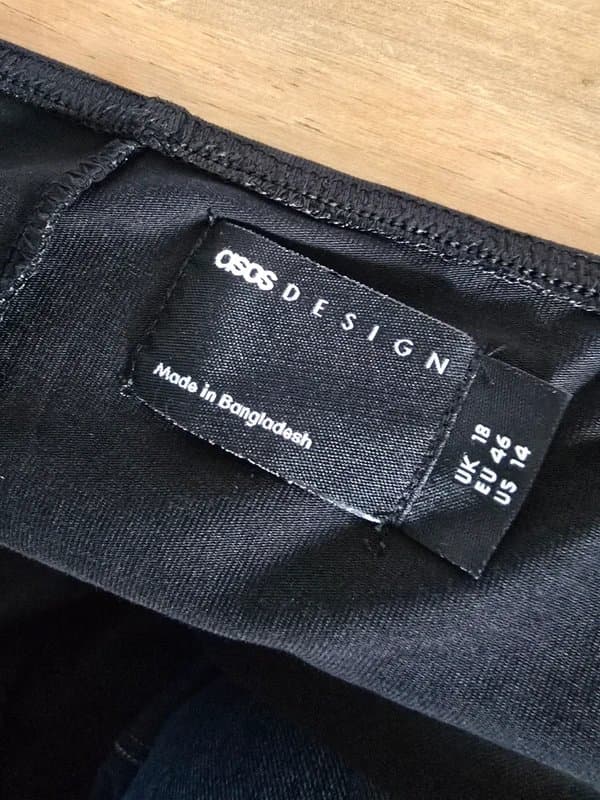 asos DESIGN
Made in Bangladesh
UK 18
EU 46
US 14